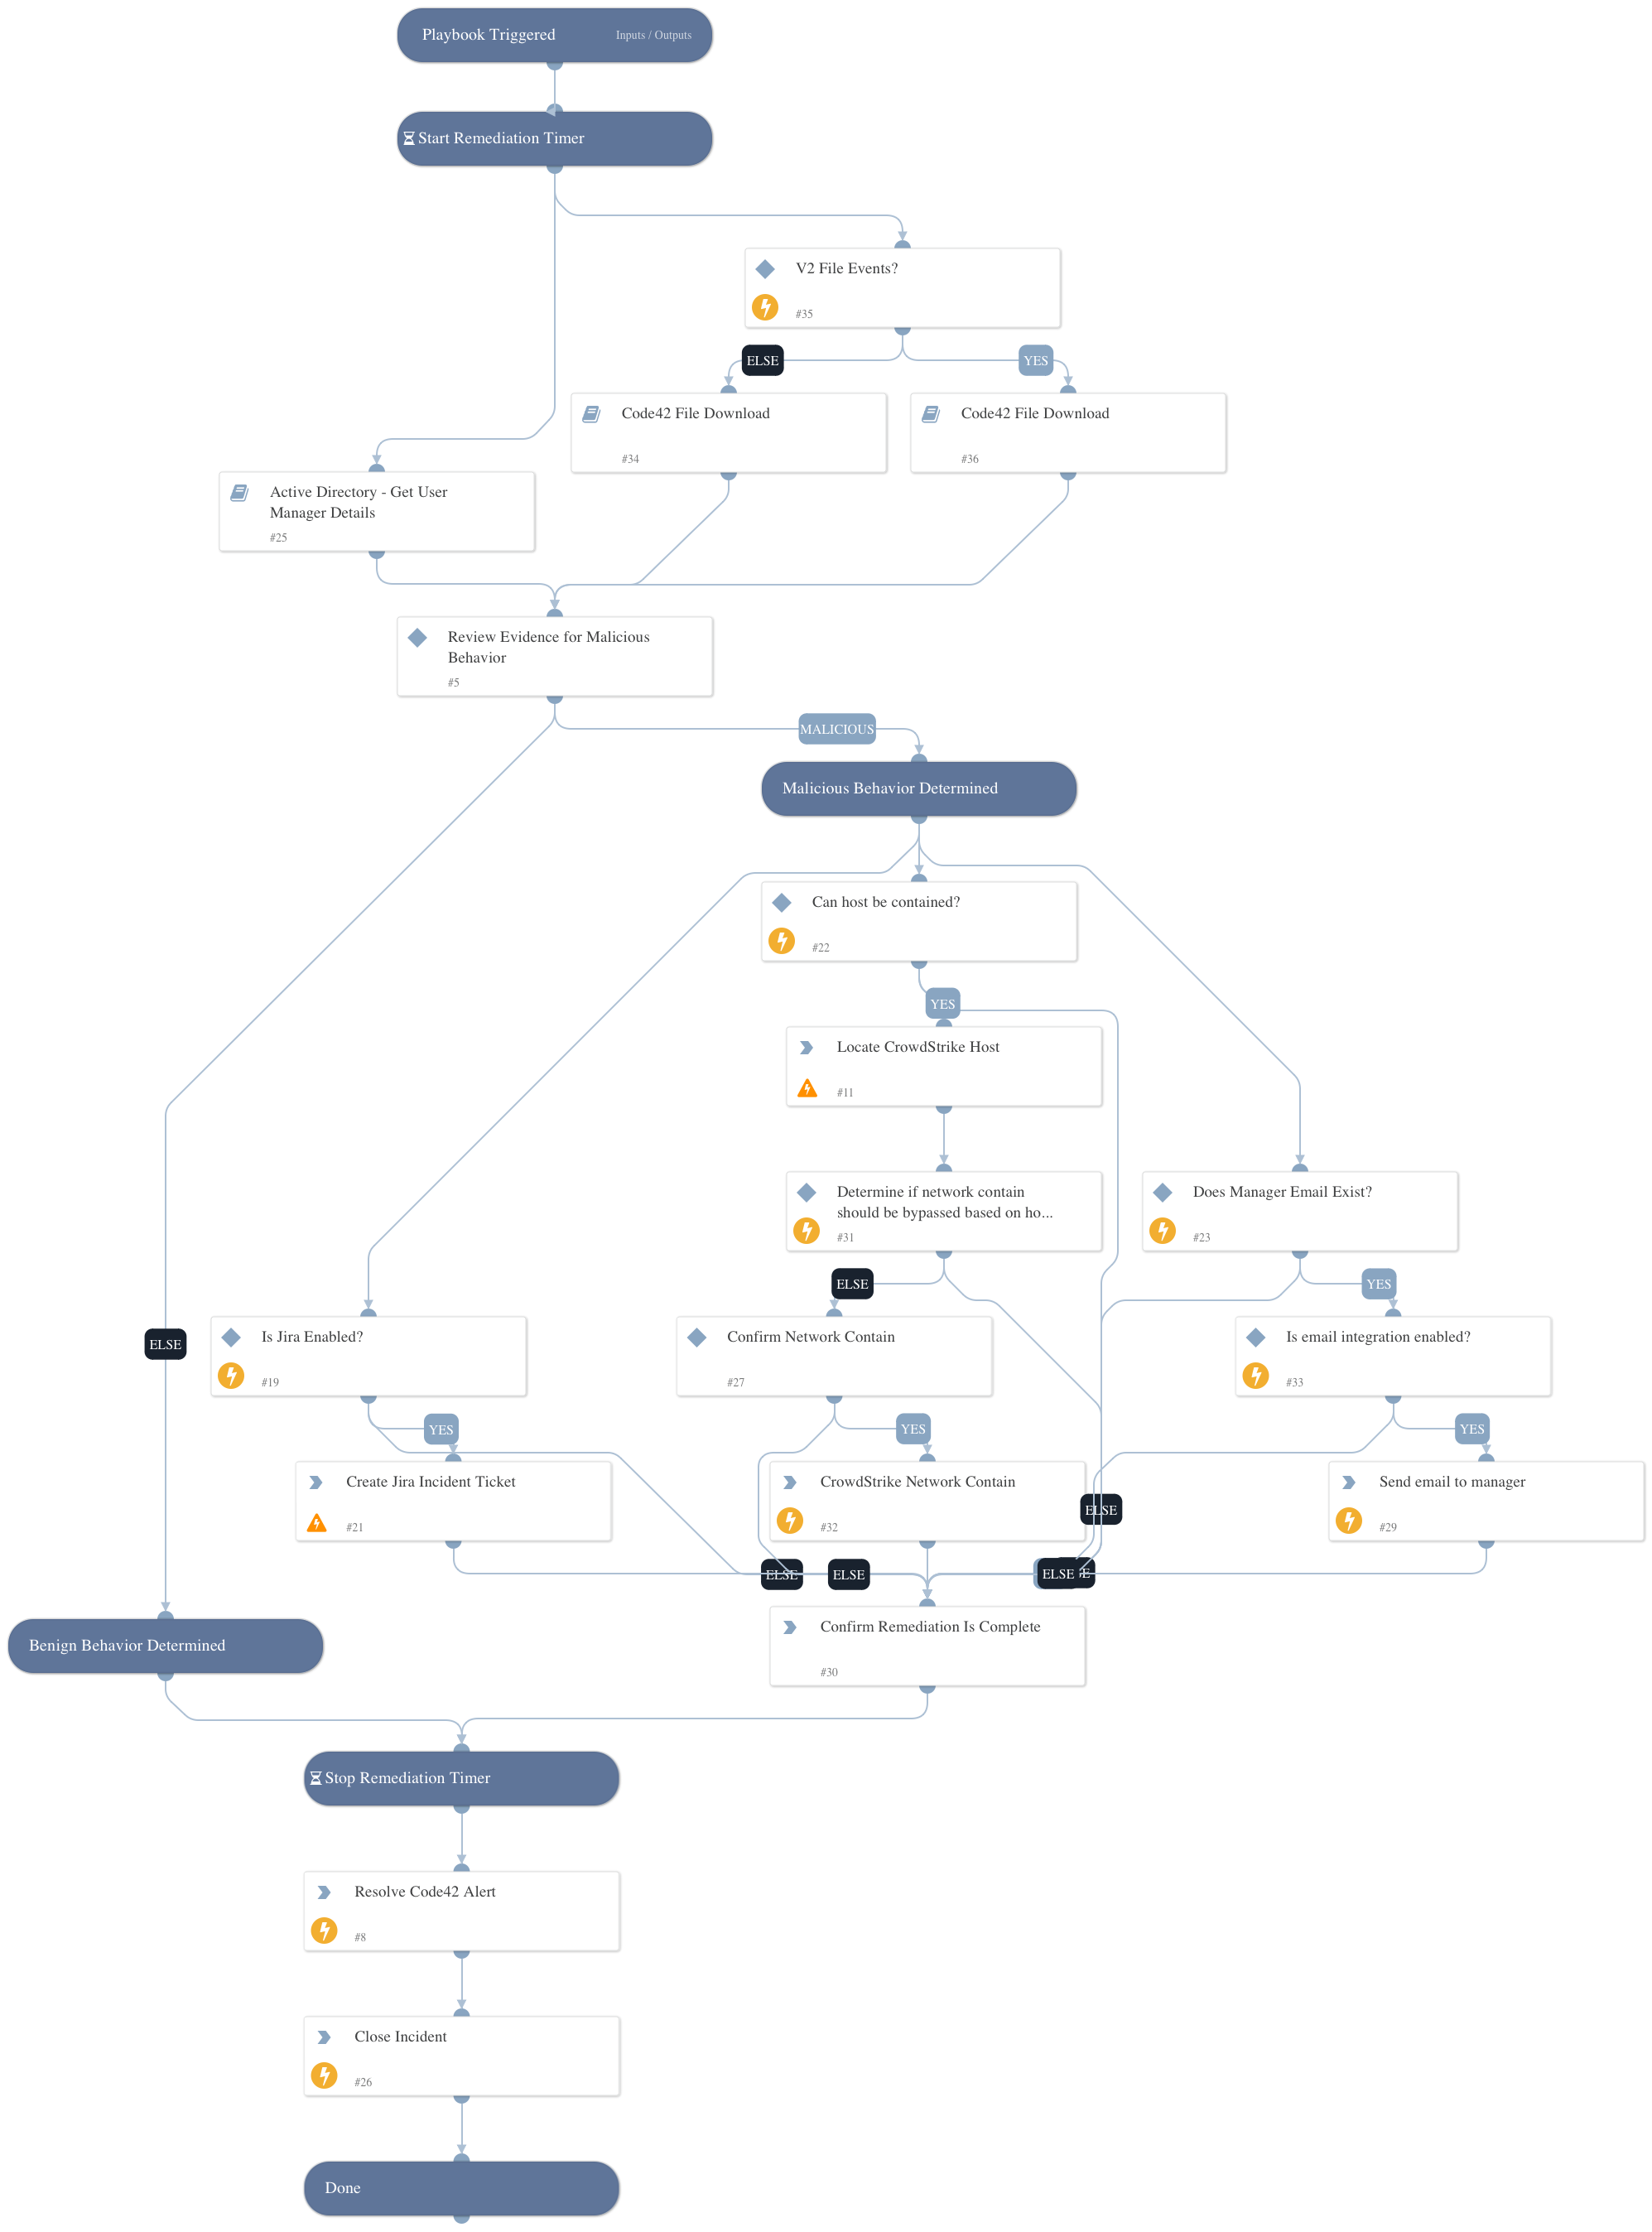 Playbook Triggered
Inputs / Outputs
Start Remediation Timer
V2 File Events?
#35
ELSE
YES
Code42 File Download
#34
Code42 File Download
#36
Active Directory - Get User
Manager Details
#25
Review Evidence for Malicious
Behavior
#5
MALICIOUS
Malicious Behavior Determined
Can host be contained?
#22
YES
Locate CrowdStrike Host
#11
Determine if network contain
should be bypassed based on ho...
#31
Does Manager Email Exist?
#23
ELSE
YES
ELSE
Is Jira Enabled?
#19
Confirm Network Contain
#27
Is email integration enabled?
#33
YES
YES
YES
Create Jira Incident Ticket
#21
CrowdStrike Network Contain
#32
ELSE
Send email to manager
#29
ELSE
ELSE
ELSE
Confirm Remediation Is Complete
#30
Benign Behavior Determined
Stop Remediation Timer
Resolve Code42 Alert
#8
Close Incident
#26
Done